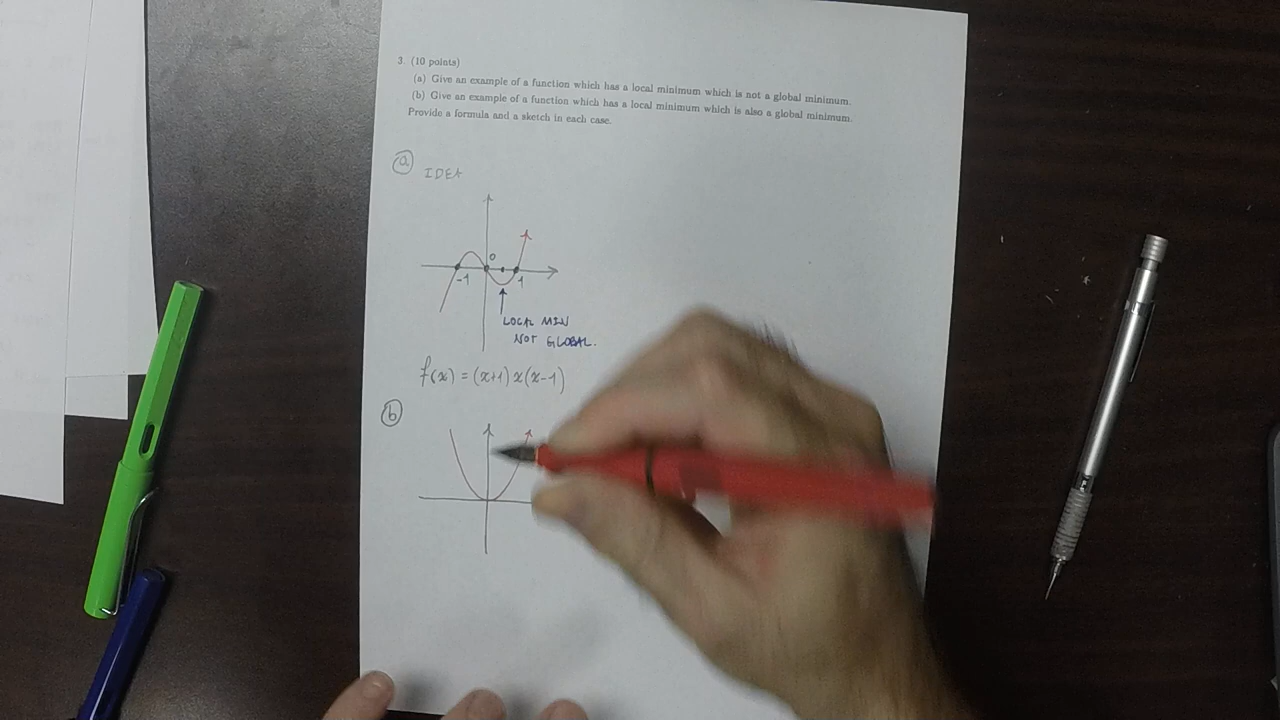 3. (10 points)
(a) Give an example of a function which has a local minimum which is not a global minimum.
(b) Give an example of a function which has a local minimum which is also a global minimum.
Provide a formula and a sketch in each case.
a IDEA
0
-1 1
LOCAL MIN
NOT GLOBAL.
f(x) = (x+1) x (x-1)
b